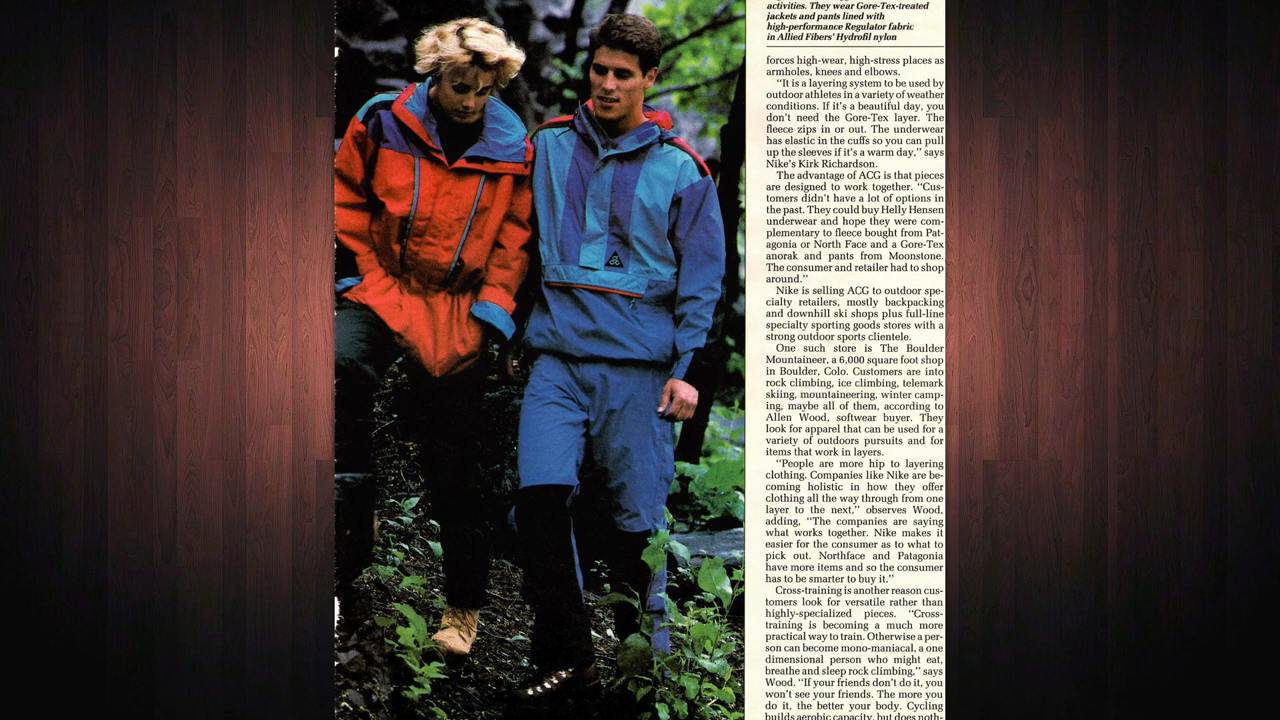 activities. They wear Gore-Tex-treated
jackets and pants lined with
high-performance Regulator fabric
in Allied Fibers' Hydrofil nylon
forces high-wear, high-stress places as
armholes, knees and elbows.
"It is a layering system to be used by
outdoor athletes in a variety of weather
conditions. If it's a beautiful day, you
don't need the Gore-Tex layer. The
fleece zips in or out. The underwear
has elastic in the cuffs so you can pull
up the sleeves if it's a warm day," says
Nike's Kirk Richardson.
The advantage of ACG is that pieces
are designed to work together. "Cus-
tomers didn't have a lot of options in
the past. They could buy Helly Hensen
underwear and hope they were com-
plementary to fleece bought from Pat-
agonia or North Face and a Gore-Tex
anorak and pants from Moonstone.
The consumer and retailer had to shop
around."
Nike is selling ACG to outdoor spe-
cialty retailers, mostly backpacking
and downhill ski shops plus full-line
specialty sporting goods stores with a
strong outdoor sports clientele.
One such store is The Boulder
Mountaineer, a 6,000 square foot shop
in Boulder, Colo. Customers are into
rock climbing, ice climbing, telemark
skiing, mountaineering, winter camp-
ing, maybe all of them, according to
Allen Wood, softwear buyer. They
look for apparel that can be used for a
variety of outdoors pursuits and for
items that work in layers.
"People are more hip to layering
clothing. Companies like Nike are be-
coming holistic in how they offer
clothing all the way through from one
layer to the next," observes Wood,
adding, "The companies are saying
what works together. Nike makes it
easier for the consumer as to what to
pick out. Northface and Patagonia
have more items and so the consumer
has to be smarter to buy it."
Cross-training is another reason cus-
tomers look for versatile rather than
highly-specialized pieces. "Cross-
training is becoming a much more
practical way to train. Otherwise a per-
son can become mono-maniacal, a one
dimensional person who might eat,
breathe and sleep rock climbing," says
Wood. "If your friends don't do it, you
won't see your friends. The more you
do it, the better your body. Cycling
builds aerobic capacity, but does noth-